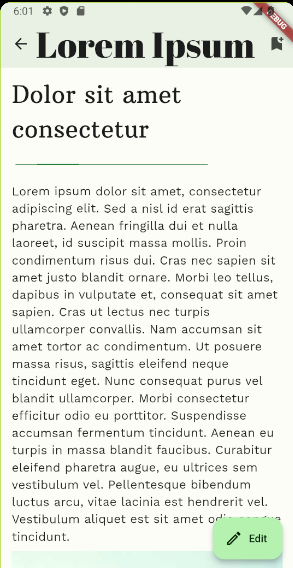 6:01
DEBUG
Lorem Ipsum
Dolor sit amet
consectetur
Lorem ipsum dolor sit amet, consectetur
adipiscing elit. Sed a nisl id erat sagittis
pharetra. Aenean fringilla dui et nulla
laoreet, id suscipit massa mollis. Proin
condimentum risus dui. Cras nec sapien sit
amet justo blandit ornare. Morbi leo tellus,
dapibus in vulputate et, consequat sit amet
sapien. Cras ut lectus nec turpis
ullamcorper convallis. Nam accumsan sit
amet tortor ac condimentum. Ut posuere
massa risus, sagittis eleifend neque
tincidunt eget. Nunc consequat purus vel
blandit ullamcorper. Morbi consectetur
efficitur odio eu porttitor. Suspendisse
accumsan fermentum tincidunt. Aenean eu
turpis in massa blandit faucibus. Curabitur
eleifend pharetra augue, eu ultrices sem
vestibulum vel. Pellentesque bibendum
luctus arcu, vitae lacinia est hendrerit vel.
Vestibulum aliquet est sit amet odio
tincidunt.
Edit